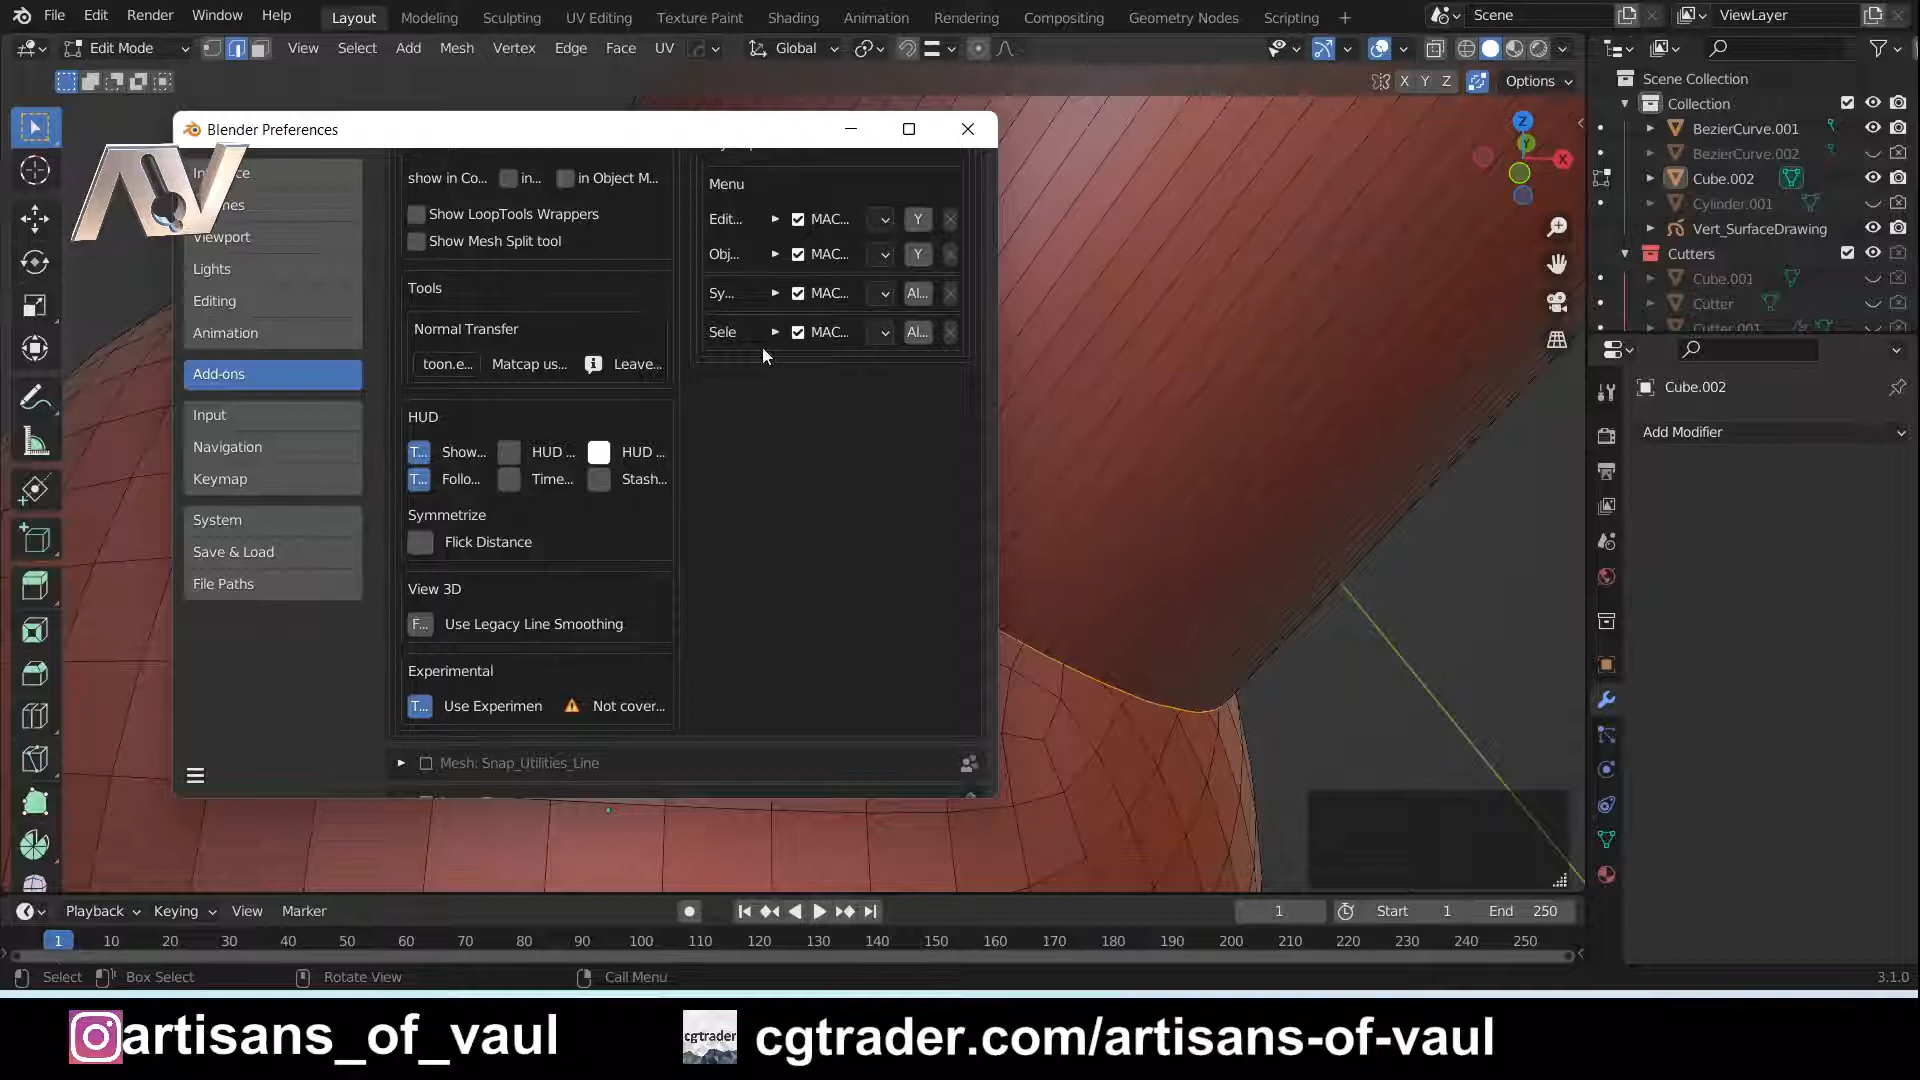 File Edit Render Window Help Layout Modeling Sculpting UV Editing Texture Paint Shading Animation Rendering Compositing Geometry Nodes Scripting + Scene ViewLayer
Edit Mode View Select Add Mesh Vertex Edge Face UV Global
X Y Z Options
Scene Collection
Collection
BezierCurve.001
BezierCurve.002
Cube.002
Cylinder.001
Vert_SurfaceDrawing
Cutters
Cube.001
Cutter
Cutter.001
Cube.002
Add Modifier
Z
Y
X
Blender Preferences
AV
Viewport
Lights
Editing
Animation
Add-ons
Input
Navigation
Keymap
System
Save & Load
File Paths
show in Co... in... in Object M...
Show LoopTools Wrappers
Show Mesh Split tool
Tools
Normal Transfer
toon.e... Matcap us... Leave...
HUD
T... Show... HUD ... HUD ...
T... Follo... Time... Stash...
Symmetrize
Flick Distance
View 3D
F... Use Legacy Line Smoothing
Experimental
T... Use Experimen Not cover...
Mesh: Snap_Utilities_Line
Menu
Edit... MAC... Y
Obj... MAC... Y
Sy... MAC... Al...
Sele MAC... Al...
Playback Keying View Marker 1 Start 1 End 250
1 10 20 30 40 50 60 70 80 90 100 110 120 130 140 150 160 170 180 190 200 210 220 230 240 250
Select Box Select Rotate View Call Menu 3.1.0
artisans_of_vaul cgtrader cgtrader.com/artisans-of-vaul